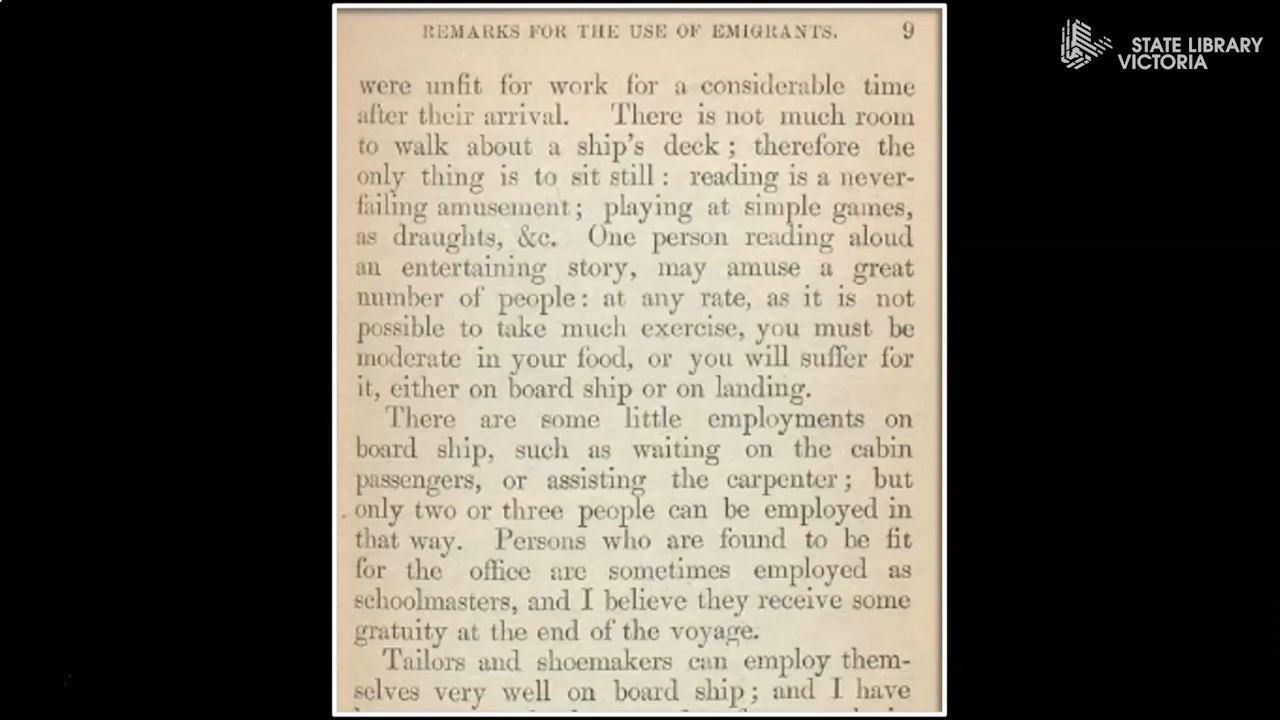 REMARKS FOR THE USE OF EMIGRANTS. 9
were unfit for work for a considerable time
after their arrival. There is not much room
to walk about a ship's deck ; therefore the
only thing is to sit still : reading is a never-
failing amusement ; playing at simple games,
as draughts, &c. One person reading aloud
an entertaining story, may amuse a great
number of people : at any rate, as it is not
possible to take much exercise, you must be
moderate in your food, or you will suffer for
it, either on board ship or on landing.
There are some little employments on
board ship, such as waiting on the cabin
passengers, or assisting the carpenter ; but
only two or three people can be employed in
that way. Persons who are found to be fit
for the office are sometimes employed as
schoolmasters, and I believe they receive some
gratuity at the end of the voyage.
Tailors and shoemakers can employ them-
selves very well on board ship ; and I have
STATE LIBRARY
VICTORIA